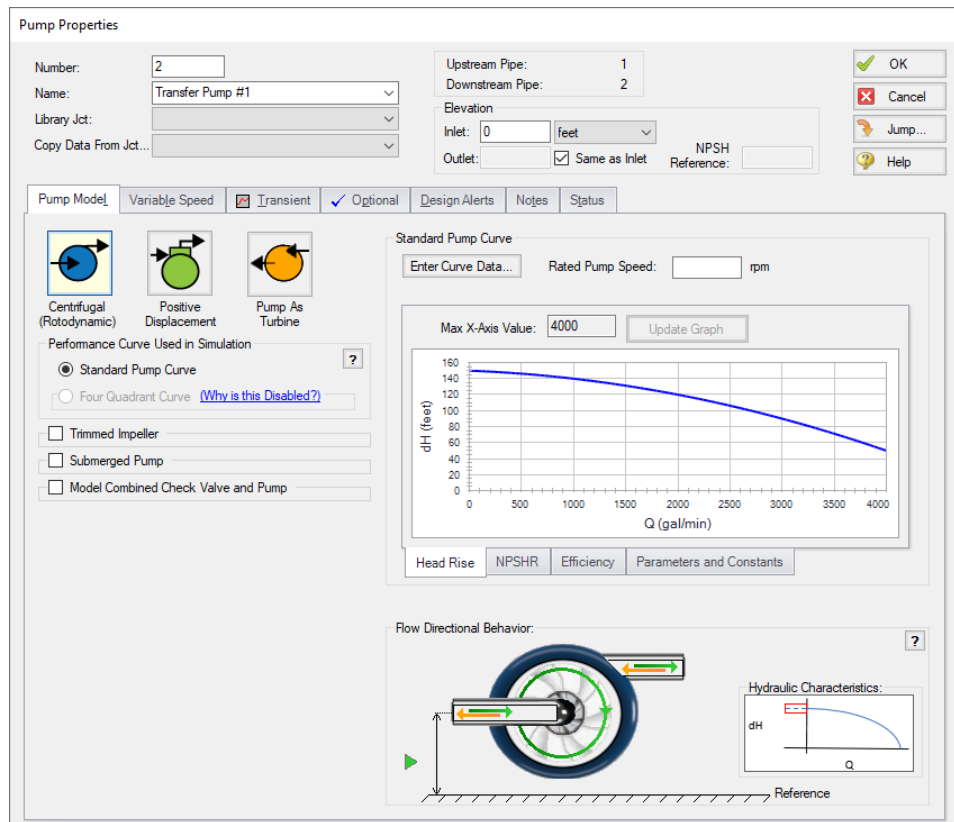 Pump Properties
Number: 2
Name: Transfer Pump #1
Library Jct:
Copy Data From Jct...
Upstream Pipe: 1
Downstream Pipe: 2
Elevation
Inlet: 0 feet
Outlet: Same as Inlet
NPSH
Reference:
OK
Cancel
Jump...
Help
Pump Model Variable Speed Transient Optional Design Alerts Notes Status
Centrifugal
(Rotodynamic)
Positive
Displacement
Pump As
Turbine
Performance Curve Used in Simulation
?
Standard Pump Curve
Four Quadrant Curve (Why is this Disabled?)
Trimmed Impeller
Submerged Pump
Model Combined Check Valve and Pump
Standard Pump Curve
Enter Curve Data... Rated Pump Speed: rpm
Max X-Axis Value: 4000 Update Graph
dH (feet)
160
140
120
100
80
60
40
20
0
0 500 1000 1500 2000 2500 3000 3500 4000
Q (gal/min)
Head Rise NPSHR Efficiency Parameters and Constants
Flow Directional Behavior:
?
Reference
Hydraulic Characteristics:
dH
Q